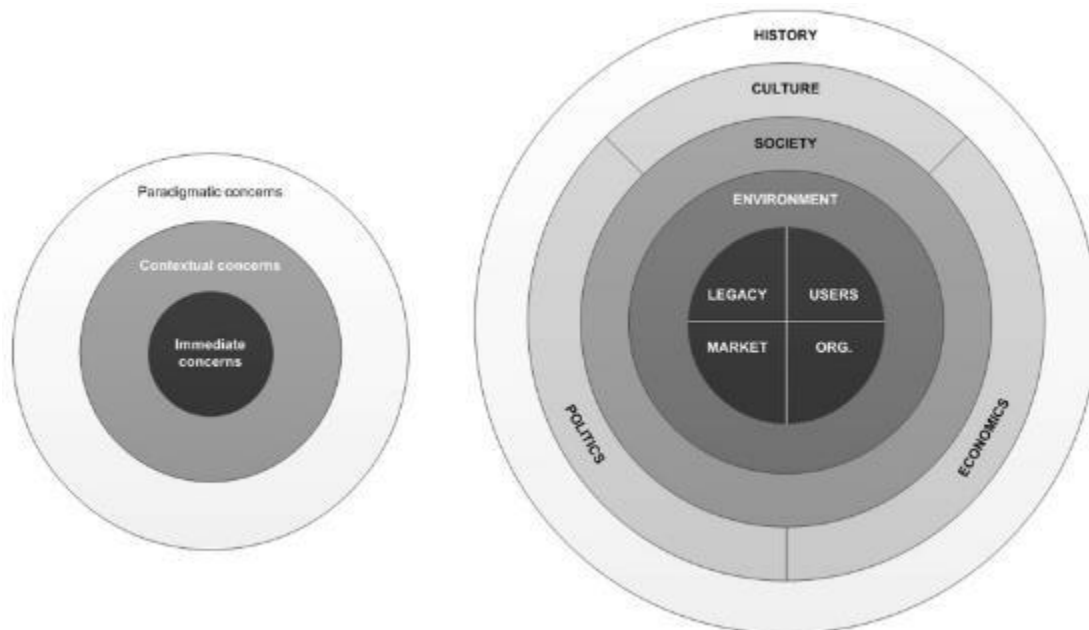 Paradigmatic concerns
Contextual concerns
Immediate
concerns
HISTORY
CULTURE
SOCIETY
ENVIRONMENT
LEGACY
USERS
MARKET
ORG.
POLITICS
ECONOMICS